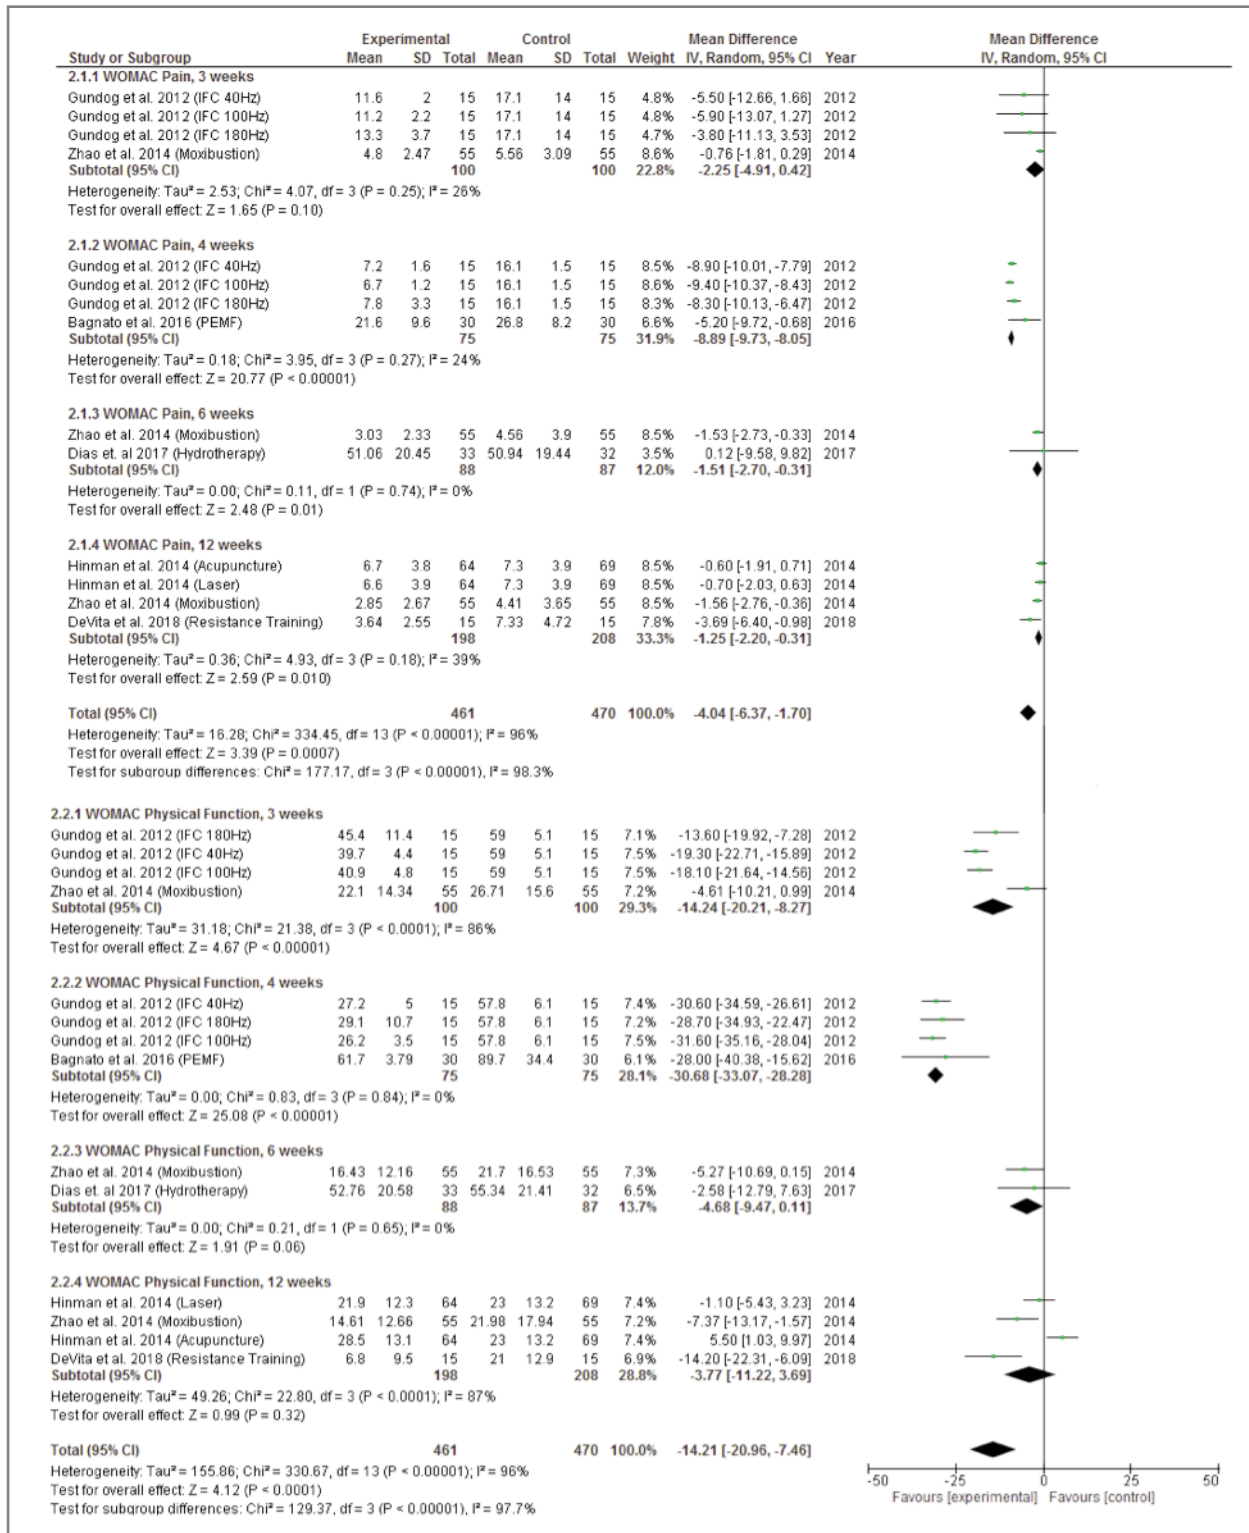 Experimental Control Mean Difference Mean Difference
Study or Subgroup Mean SD Total Mean SD Total Weight IV, Random, 95% CI Year IV, Random, 95% CI
2.1.1 WOMAC Pain, 3 weeks
Gundog et al. 2012 (IFC 40Hz) 11.6 2 15 17.1 14 15 4.8% -5.50 [-12.66, 1.66] 2012
Gundog et al. 2012 (IFC 100Hz) 11.2 2.2 15 17.1 14 15 4.8% -5.90 [-13.07, 1.27] 2012
Gundog et al. 2012 (IFC 180Hz) 13.3 3.7 15 17.1 14 15 4.7% -3.80 [-11.13, 3.53] 2012
Zhao et al. 2014 (Moxibustion) 4.8 2.47 55 5.56 3.09 55 8.6% -0.76 [-1.81, 0.29] 2014
Subtotal (95% CI) 100 100 22.8% -2.25 [-4.91, 0.42]
Heterogeneity: Tau² = 2.53; Chi² = 4.07, df = 3 (P = 0.25); I² = 26%
Test for overall effect: Z = 1.65 (P = 0.10)
2.1.2 WOMAC Pain, 4 weeks
Gundog et al. 2012 (IFC 40Hz) 7.2 1.6 15 16.1 1.5 15 8.5% -8.90 [-10.01, -7.79] 2012
Gundog et al. 2012 (IFC 100Hz) 6.7 1.2 15 16.1 1.5 15 8.6% -9.40 [-10.37, -8.43] 2012
Gundog et al. 2012 (IFC 180Hz) 7.8 3.3 15 16.1 1.5 15 8.3% -8.30 [-10.13, -6.47] 2012
Bagnato et al. 2016 (PEMF) 21.6 9.6 30 26.8 8.2 30 6.6% -5.20 [-9.72, -0.68] 2016
Subtotal (95% CI) 75 75 31.9% -8.89 [-9.73, -8.05]
Heterogeneity: Tau² = 0.18; Chi² = 3.95, df = 3 (P = 0.27); I² = 24%
Test for overall effect: Z = 20.77 (P < 0.00001)
2.1.3 WOMAC Pain, 6 weeks
Zhao et al. 2014 (Moxibustion) 3.03 2.33 55 4.56 3.9 55 8.5% -1.53 [-2.73, -0.33] 2014
Dias et. al 2017 (Hydrotherapy) 51.06 20.45 33 50.94 19.44 32 3.5% 0.12 [-9.58, 9.82] 2017
Subtotal (95% CI) 88 87 12.0% -1.51 [-2.70, -0.31]
Heterogeneity: Tau² = 0.00; Chi² = 0.11, df = 1 (P = 0.74); I² = 0%
Test for overall effect: Z = 2.48 (P = 0.01)
2.1.4 WOMAC Pain, 12 weeks
Hinman et al. 2014 (Acupuncture) 6.7 3.8 64 7.3 3.9 69 8.5% -0.60 [-1.91, 0.71] 2014
Hinman et al. 2014 (Laser) 6.6 3.9 64 7.3 3.9 69 8.5% -0.70 [-2.03, 0.63] 2014
Zhao et al. 2014 (Moxibustion) 2.85 2.67 55 4.41 3.65 55 8.5% -1.56 [-2.76, -0.36] 2014
DeVita et al. 2018 (Resistance Training) 3.64 2.55 15 7.33 4.72 15 7.8% -3.69 [-6.40, -0.98] 2018
Subtotal (95% CI) 198 208 33.3% -1.25 [-2.20, -0.31]
Heterogeneity: Tau² = 0.36; Chi² = 4.93, df = 3 (P = 0.18); I² = 39%
Test for overall effect: Z = 2.59 (P = 0.010)
Total (95% CI) 461 470 100.0% -4.04 [-6.37, -1.70]
Heterogeneity: Tau² = 16.28; Chi² = 334.45, df = 13 (P < 0.00001); I² = 96%
Test for overall effect: Z = 3.39 (P = 0.0007)
Test for subgroup differences: Chi² = 177.17, df = 3 (P < 0.00001), I² = 98.3%
2.2.1 WOMAC Physical Function, 3 weeks
Gundog et al. 2012 (IFC 180Hz) 45.4 11.4 15 59 5.1 15 7.1% -13.60 [-19.92, -7.28] 2012
Gundog et al. 2012 (IFC 40Hz) 39.7 4.4 15 59 5.1 15 7.5% -19.30 [-22.71, -15.89] 2012
Gundog et al. 2012 (IFC 100Hz) 40.9 4.8 15 59 5.1 15 7.5% -18.10 [-21.64, -14.56] 2012
Zhao et al. 2014 (Moxibustion) 22.1 14.34 55 26.71 15.6 55 7.2% -4.61 [-10.21, 0.99] 2014
Subtotal (95% CI) 100 100 29.3% -14.24 [-20.21, -8.27]
Heterogeneity: Tau² = 31.18; Chi² = 21.38, df = 3 (P < 0.0001); I² = 86%
Test for overall effect: Z = 4.67 (P < 0.00001)
2.2.2 WOMAC Physical Function, 4 weeks
Gundog et al. 2012 (IFC 40Hz) 27.2 5 15 57.8 6.1 15 7.4% -30.60 [-34.59, -26.61] 2012
Gundog et al. 2012 (IFC 180Hz) 29.1 10.7 15 57.8 6.1 15 7.2% -28.70 [-34.93, -22.47] 2012
Gundog et al. 2012 (IFC 100Hz) 26.2 3.5 15 57.8 6.1 15 7.5% -31.60 [-35.16, -28.04] 2012
Bagnato et al. 2016 (PEMF) 61.7 3.79 30 89.7 34.4 30 6.1% -28.00 [-40.38, -15.62] 2016
Subtotal (95% CI) 75 75 28.1% -30.68 [-33.07, -28.28]
Heterogeneity: Tau² = 0.00; Chi² = 0.83, df = 3 (P = 0.84); I² = 0%
Test for overall effect: Z = 25.08 (P < 0.00001)
2.2.3 WOMAC Physical Function, 6 weeks
Zhao et al. 2014 (Moxibustion) 16.43 12.16 55 21.7 16.53 55 7.3% -5.27 [-10.69, 0.15] 2014
Dias et. al 2017 (Hydrotherapy) 52.76 20.58 33 55.34 21.41 32 6.5% -2.58 [-12.79, 7.63] 2017
Subtotal (95% CI) 88 87 13.7% -4.68 [-9.47, 0.11]
Heterogeneity: Tau² = 0.00; Chi² = 0.21, df = 1 (P = 0.65); I² = 0%
Test for overall effect: Z = 1.91 (P = 0.06)
2.2.4 WOMAC Physical Function, 12 weeks
Hinman et al. 2014 (Laser) 21.9 12.3 64 23 13.2 69 7.4% -1.10 [-5.43, 3.23] 2014
Zhao et al. 2014 (Moxibustion) 14.61 12.66 55 21.98 17.94 55 7.2% -7.37 [-13.17, -1.57] 2014
Hinman et al. 2014 (Acupuncture) 28.5 13.1 64 23 13.2 69 7.4% 5.50 [1.03, 9.97] 2014
DeVita et al. 2018 (Resistance Training) 6.8 9.5 15 21 12.9 15 6.9% -14.20 [-22.31, -6.09] 2018
Subtotal (95% CI) 198 208 28.8% -3.77 [-11.22, 3.69]
Heterogeneity: Tau² = 49.26; Chi² = 22.80, df = 3 (P < 0.0001); I² = 87%
Test for overall effect: Z = 0.99 (P = 0.32)
Total (95% CI) 461 470 100.0% -14.21 [-20.96, -7.46]
Heterogeneity: Tau² = 155.86; Chi² = 330.67, df = 13 (P < 0.00001); I² = 96%
Test for overall effect: Z = 4.12 (P < 0.0001)
Test for subgroup differences: Chi² = 129.37, df = 3 (P < 0.00001), I² = 97.7%
-50 -25 0 25 50
Favours [experimental] Favours [control]